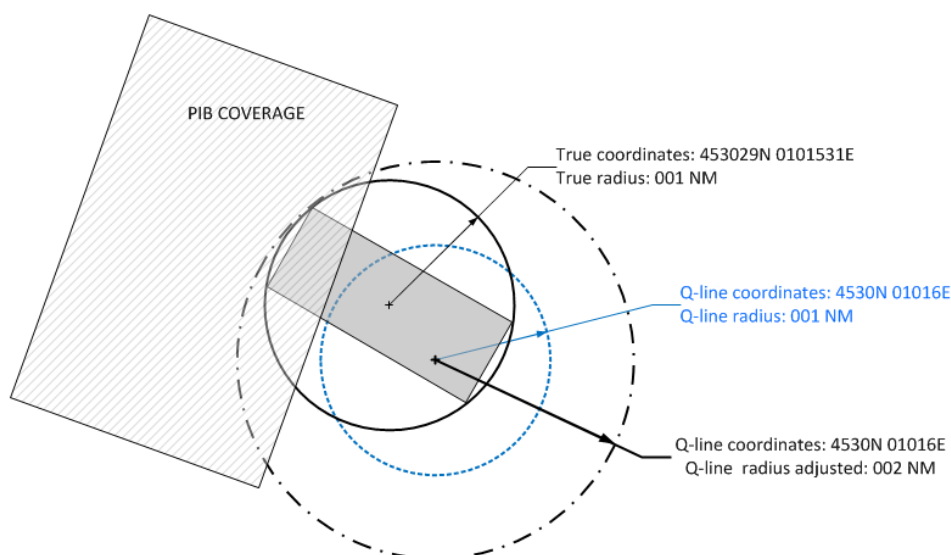 PIB COVERAGE
True coordinates: 453029N 0101531E
True radius: 001 NM
Q-line coordinates: 4530N 01016E
Q-line radius: 001 NM
Q-line coordinates: 4530N 01016E
Q-line radius adjusted: 002 NM